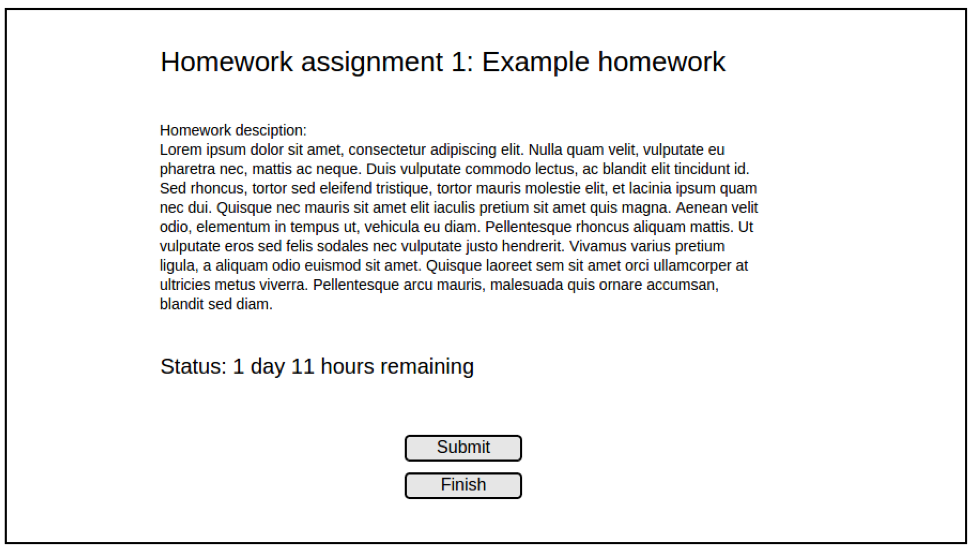 Homework assignment 1: Example homework
Homework desciption:
Lorem ipsum dolor sit amet, consectetur adipiscing elit. Nulla quam velit, vulputate eu
pharetra nec, mattis ac neque. Duis vulputate commodo lectus, ac blandit elit tincidunt id.
Sed rhoncus, tortor sed eleifend tristique, tortor mauris molestie elit, et lacinia ipsum quam
nec dui. Quisque nec mauris sit amet elit iaculis pretium sit amet quis magna. Aenean velit
odio, elementum in tempus ut, vehicula eu diam. Pellentesque rhoncus aliquam mattis. Ut
vulputate eros sed felis sodales nec vulputate justo hendrerit. Vivamus varius pretium
ligula, a aliquam odio euismod sit amet. Quisque laoreet sem sit amet orci ullamcorper at
ultricies metus viverra. Pellentesque arcu mauris, malesuada quis ornare accumsan,
blandit sed diam.
Status: 1 day 11 hours remaining
Submit
Finish